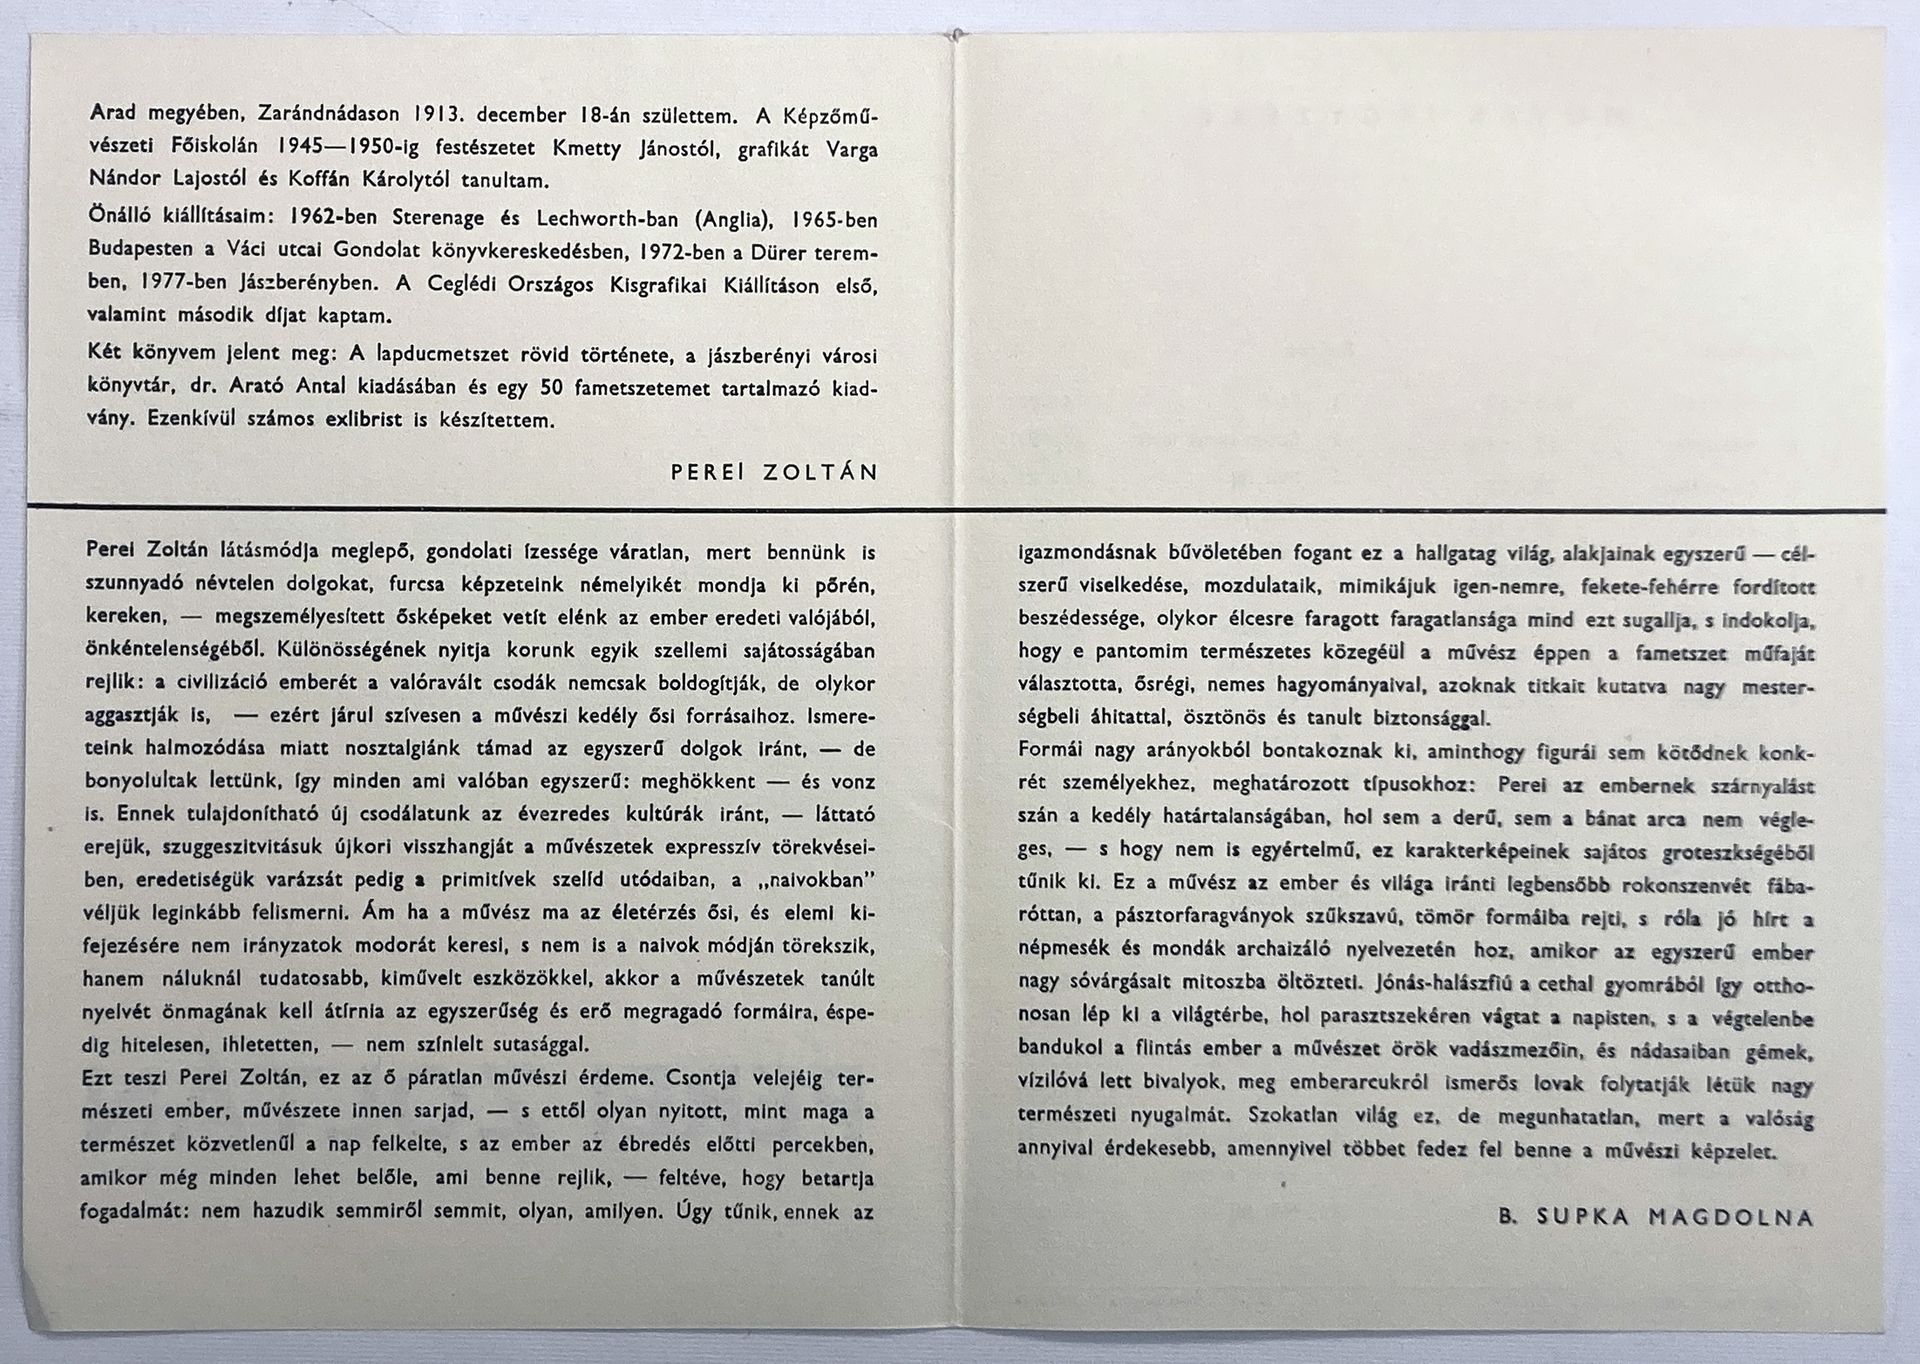 Arad megyében, Zarándnádason 1913. december 18-án születtem. A Képzőmű-
vészeti Főiskolán 1945—1950-ig festészetet Kmetty Jánostól, grafikát Varga
Nándor Lajostól és Koffán Károlytól tanultam.
Önálló kiállításaim: 1962-ben Sterenage és Lechworth-ban (Anglia), 1965-ben
Budapesten a Váci utcai Gondolat könyvkereskedésben, 1972-ben a Dürer terem-
ben, 1977-ben Jászberényben. A Ceglédi Országos Kisgrafikai Kiállításon első,
valamint második díjat kaptam.
Két könyvem jelent meg: A lapducmetszet rövid története, a jászberényi városi
könyvtár, dr. Arató Antal kiadásában és egy 50 fametszetemet tartalmazó kiad-
vány. Ezenkívül számos exlibrist is készítettem.
PEREI ZOLTÁN
Perei Zoltán látásmódja meglepő, gondolati ízessége váratlan, mert bennünk is
szunnyadó névtelen dolgokat, furcsa képzeteink némelyikét mondja ki pőrén,
kereken, — megszemélyesített ősképeket vetít elénk az ember eredeti valójából,
önkéntelenségéből. Különösségének nyitja korunk egyik szellemi sajátosságában
rejlik: a civilizáció emberét a valóravált csodák nemcsak boldogítják, de olykor
aggasztják is, — ezért járul szívesen a művészi kedély ősi forrásaihoz. Ismere-
teink halmozódása miatt nosztalgiánk támad az egyszerű dolgok iránt, — de
bonyolultak lettünk, így minden ami valóban egyszerű: meghökkent — és vonz
is. Ennek tulajdonítható új csodálatunk az évezredes kultúrák iránt, — láttató
erejük, szuggeszitvitásuk újkori visszhangját a művészetek expresszív törekvései-
ben, eredetiségük varázsát pedig a primitívek szelíd utódaiban, a „naivokban”
véljük leginkább felismerni. Ám ha a művész ma az életérzés ősi, és elemi ki-
fejezésére nem irányzatok modorát keresi, s nem is a naivok módján törekszik,
hanem náluknál tudatosabb, kiművelt eszközökkel, akkor a művészetek tanúlt
nyelvét önmagának kell átírnia az egyszerűség és erő megragadó formáira, éspe-
dig hitelesen, ihletetten, — nem színlelt sutasággal.
Ezt teszi Perei Zoltán, ez az ő páratlan művészi érdeme. Csontja velejéig ter-
mészeti ember, művészete innen sarjad, — s ettől olyan nyitott, mint maga a
természet közvetlenűl a nap felkelte, s az ember az ébredés előtti percekben,
amikor még minden lehet belőle, ami benne rejlik, — feltéve, hogy betartja
fogadalmát: nem hazudik semmiről semmit, olyan, amilyen. Úgy tűnik, ennek az
igazmondásnak bűvöletében fogant ez a hallgatag világ, alakjainak egyszerű — cél-
szerű viselkedése, mozdulataik, mimikájuk igen-nemre, fekete-fehérre fordított
beszédessége, olykor élcesre faragott faragatlansága mind ezt sugallja, s indokolja,
hogy e pantomim természetes közegéül a művész éppen a fametszet műfaját
választotta, ősrégi, nemes hagyományaival, azoknak titkait kutatva nagy mester-
ségbeli áhitattal, ösztönös és tanult biztonsággal.
Formái nagy arányokból bontakoznak ki, aminthogy figurái sem kötődnek konk-
rét személyekhez, meghatározott típusokhoz: Perei az embernek szárnyalást
szán a kedély határtalanságában, hol sem a derű, sem a bánat arca nem végle-
ges, — s hogy nem is egyértelmű, ez karakterképeinek sajátos groteszkségéből
tűnik ki. Ez a művész az ember és világa iránti legbensőbb rokonszenvét fába-
róttan, a pásztorfaragványok szűkszavú, tömör formáiba rejti, s róla jó hírt a
népmesék és mondák archaizáló nyelvezetén hoz, amikor az egyszerű ember
nagy sóvárgásait mitoszba öltözteti. Jónás-halászfiú a cethal gyomrából így ottho-
nosan lép ki a világtérbe, hol parasztszekéren vágtat a napisten, s a végtelenbe
bandukol a flintás ember a művészet örök vadászmezőin, és nádasaiban gémek,
vízilóvá lett bivalyok, meg emberarcukról ismerős lovak folytatják létük nagy
természeti nyugalmát. Szokatlan világ ez, de megunhatatlan, mert a valóság
annyival érdekesebb, amennyivel többet fedez fel benne a művészi képzelet.
B. SUPKA MAGDOLNA